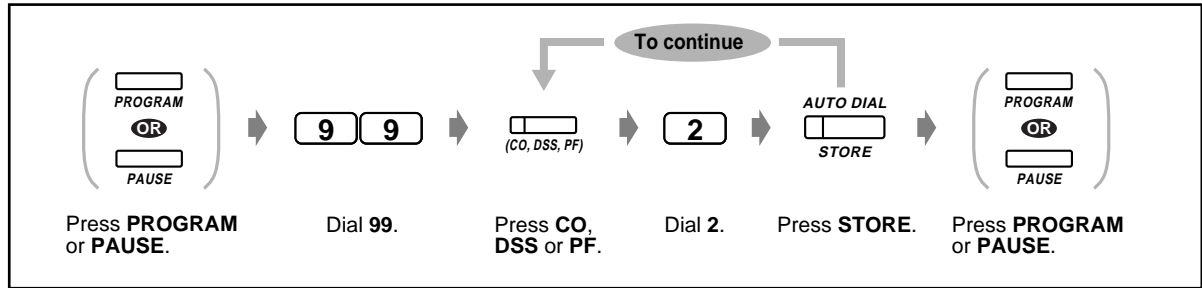 To continue
PROGRAM
OR
PAUSE
9 9
(CO, DSS, PF)
2
AUTO DIAL
STORE
PROGRAM
OR
PAUSE
Press PROGRAM
or PAUSE.
Dial 99.
Press CO,
DSS or PF.
Dial 2.
Press STORE.
Press PROGRAM
or PAUSE.